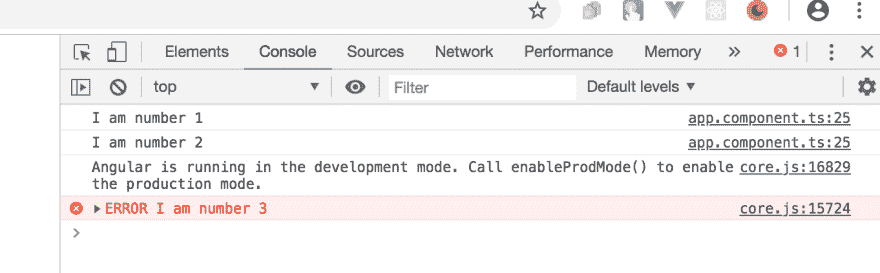 Elements Console Sources Network Performance Memory » 1
top Filter Default levels ▼
I am number 1 app.component.ts:25
I am number 2 app.component.ts:25
Angular is running in the development mode. Call enableProdMode() to enable core.js:16829
the production mode.
ERROR I am number 3 core.js:15724
>